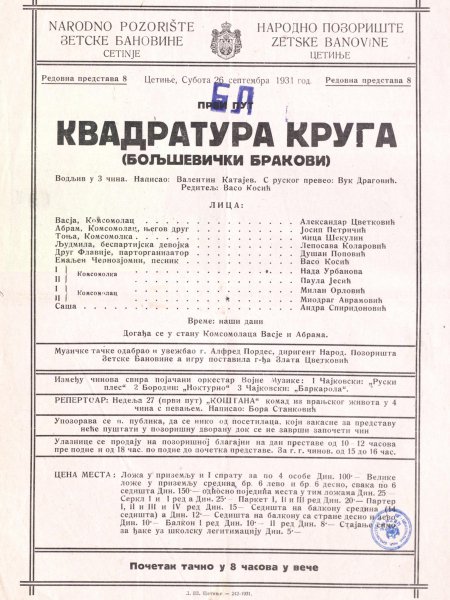 NARODNO POZORIŠTE НАРОДНО ПОЗОРИШТЕ
ЗЕТСКЕ БАНОВИНЕ ZETSKE BANOVINE
CETINJE ЦЕТИЊЕ
Редовна представа 8 Цетиње, Субота 26 септембра 1931 год. Редовна представа 8
БЛ
ПРВИ ПУТ
КВАДРАТУРА КРУГА
(БОЉШЕВИЧКИ БРАКОВИ)
Водвиљ у 3 чина. Написао: Валентин Катајев. С руског превео: Вук Драговић.
Редитељ: Васо Косић
ЛИЦА:
Васја, Комсомолац Александар Цветковић
Абрам, Комсомолац, његов друг Јосип Петричић
Тоња, Комсомолка Мица Шекулин
Људмила, беспартијска девојка Лепосава Коларовић
Друг Флавије, парторганизатор Душан Поповић
Емаљен Черноземни, песник Васо Косић
I Комсомолка Нада Урбанова
II Паула Јесић
I Комсомолац Милан Орловић
II Миодраг Аврамовић
Саша Андра Спиридоновић
Време: наши дани
Догађа се у стану Комсомолаца Васје и Абрама.
Музичке тачке одабрао и увежбао г. Алфред Пордес, диригент Народ. Позоришта
Зетске Бановине а игру поставила г-ђа Злата Цветковић
Између чинова свира појачани оркестар Војне Музике: 1 Чајковски: „Руски
плес“ 2 Бородин: „Ноктурно“ 3 Чајковски: „Баркарола“.
РЕПЕРТОАР: Недеља 27 (први пут) „КОШТАНА“ комад из врањског живота у 4
чина с певањем. Написао: Бора Станковић
Упозорава се п. публика, да се нико од посетилаца, који закасне за представу
неће пуштати у позоришну дворану док се не заврши започети чин
Улазнице се продају на позоришној благајни на дан преставе од 10 - 12 часова
пре подне и од 18 час. по подне до почетка представе. За г. г. чинов. од 15 до 16 час.
ЦЕНА МЕСТА: Ложа у приземљу и I спрату за по 4 особе Дин. 100·— Велике
ложе у приземљу средина бр. 6 лево и бр 6 десно, свака по 6
седишта Дин. 150·— односно поједића места у тим ложама Дин. 25·—
Серкл I и I ред а Дин. 25·— Паркет I, II и III ред Дин. 20·— Партер
I, II и III и IV ред Дин. 15·— Седишта на балкону средина (14
седишта) а Дин. 12·— Седишта на балкону са стране десно и лево
Дин. 10·— Балкон I ред Дин. 10·— II ред Дин. 8·— Стајање само
за ђаке уз школску легитимацију Дин. 5·—
Почетак тачно у 8 часова у вече